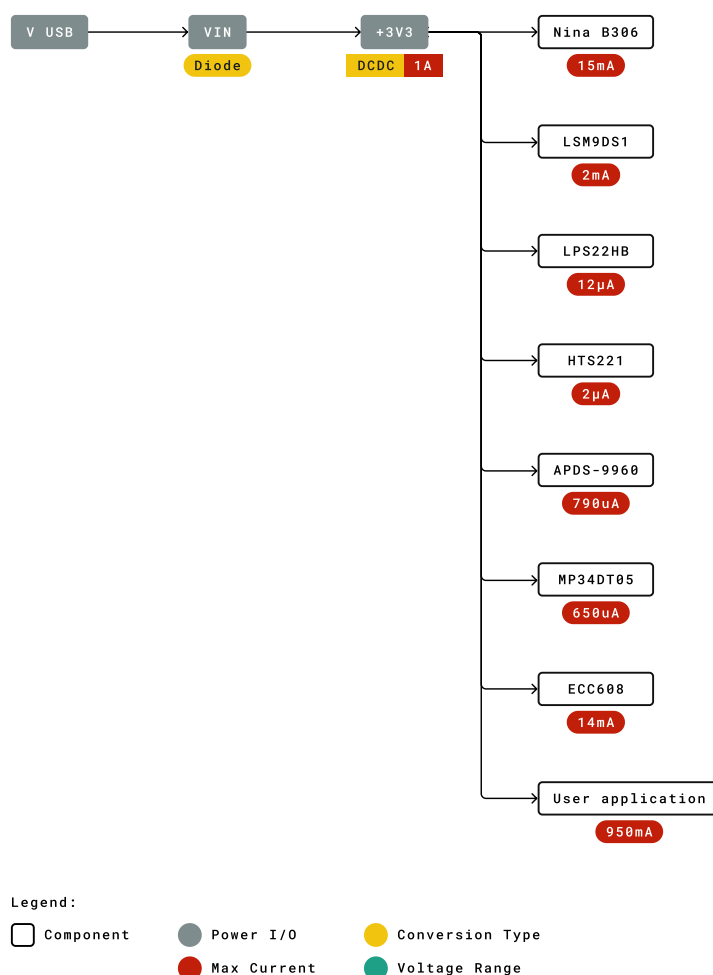 V USB
VIN
+3V3
Nina B306
Diode
DCDC 1A
15mA
LSM9DS1
2mA
LPS22HB
12µA
HTS221
2µA
APDS-9960
790uA
MP34DT05
650uA
ECC608
14mA
User application
950mA
Legend:
Component
Power I/O
Conversion Type
Max Current
Voltage Range